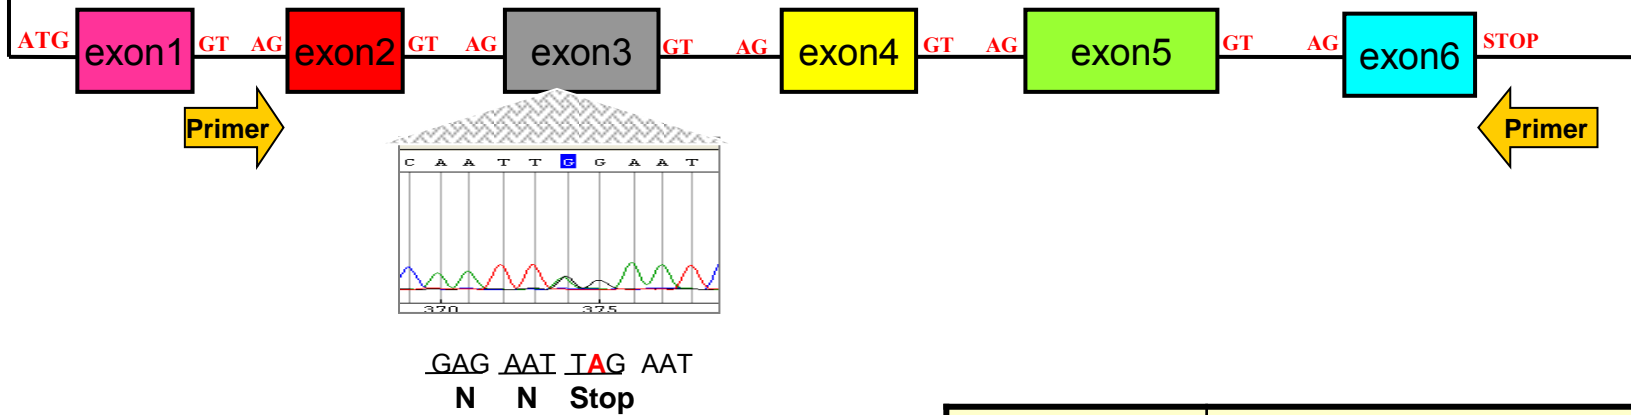 ATG exon1 GT AG exon2 GT AG exon3 GT AG exon4 GT AG exon5 GT AG exon6 STOP
Primer Primer
C A A T T G G A A T
370 375
GAG AAT TAG AAT
N N Stop